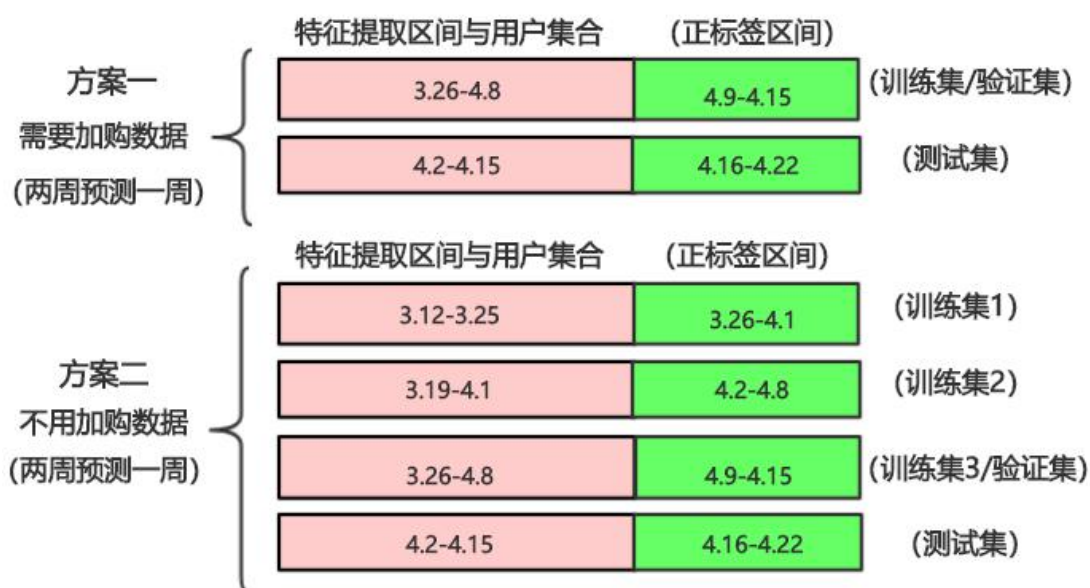 特征提取区间与用户集合 (正标签区间)
方案一
需要加购数据
(两周预测一周)
3.26-4.8 4.9-4.15 (训练集/验证集)
4.2-4.15 4.16-4.22 (测试集)
特征提取区间与用户集合 (正标签区间)
方案二
不用加购数据
(两周预测一周)
3.12-3.25 3.26-4.1 (训练集1)
3.19-4.1 4.2-4.8 (训练集2)
3.26-4.8 4.9-4.15 (训练集3/验证集)
4.2-4.15 4.16-4.22 (测试集)